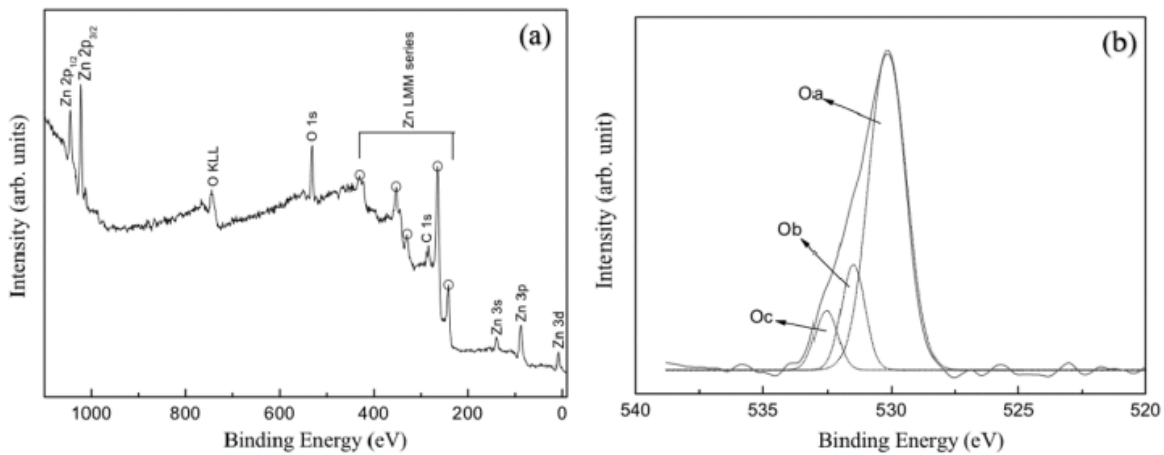 (a)
Zn 2p1/2
Zn 2p3/2
O KLL
O 1s
Zn LMM series
C 1s
Zn 3s
Zn 3p
Zn 3d
Intensity (arb. units)
1000
800
600
400
200
0
Binding Energy (eV)
(b)
Oa
Ob
Oc
Intensity (arb. unit)
540
535
530
525
520
Binding Energy (eV)